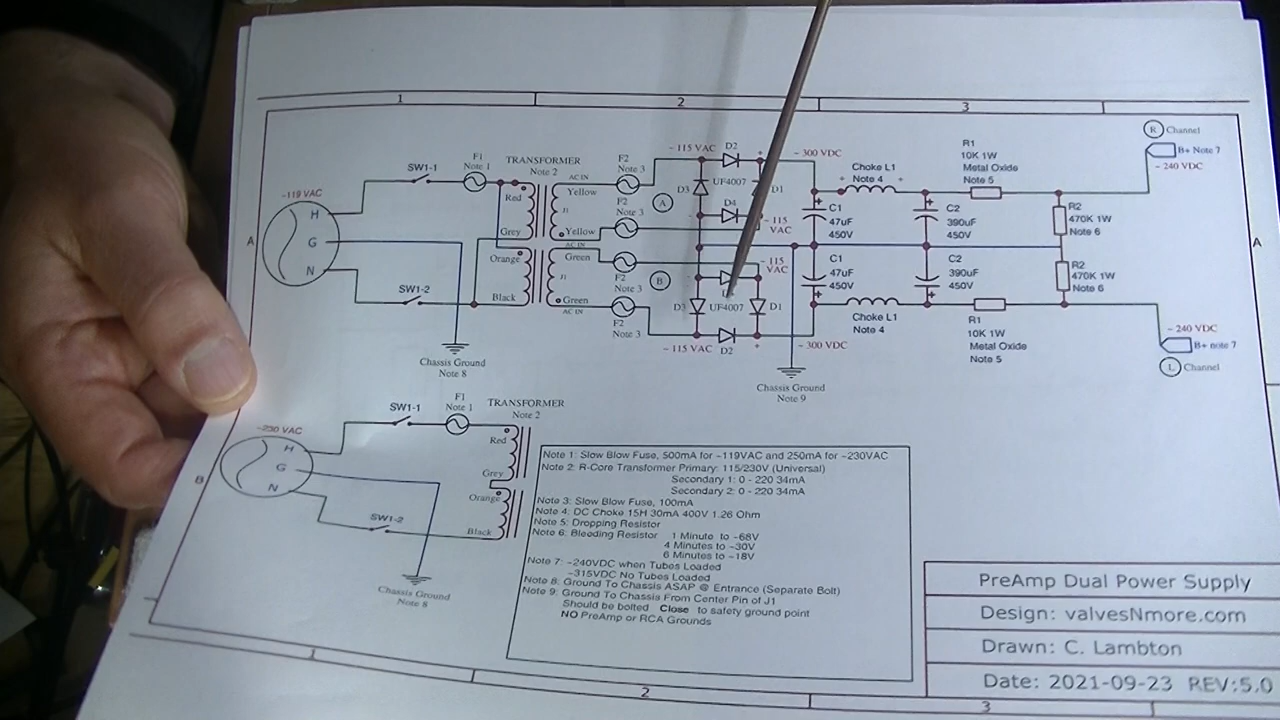 1
2
3
A
~119 VAC
H
G
N
SW1-1
SW1-2
F1
Note 1
TRANSFORMER
Note 2
Red
Grey
Orange
Black
AC IN
Yellow
J1
Yellow
AC IN
Green
J1
Green
AC IN
F2
Note 3
F2
Note 3
A
F2
Note 3
B
F2
Note 3
~ 115 VAC
D2
+
D3
UF4007
D1
D4
~ 115
VAC
~ 115
VAC
D3
UF4007
D1
~ 115 VAC
D2
+
~ 300 VDC
~ 300 VDC
Choke L1
Note 4
C1
47uF
450V
C2
390uF
450V
C1
47uF
450V
C2
390uF
450V
Choke L1
Note 4
R1
10K 1W
Metal Oxide
Note 5
R1
10K 1W
Metal Oxide
Note 5
R2
470K 1W
Note 6
R2
470K 1W
Note 6
R Channel
B+ Note 7
~ 240 VDC
A
~ 240 VDC
B+ note 7
L Channel
Chassis Ground
Note 8
Chassis Ground
Note 9
B
~230 VAC
H
G
N
SW1-1
SW1-2
F1
Note 1
TRANSFORMER
Note 2
Red
Grey
Orange
Black
Chassis Ground
Note 8
Note 1: Slow Blow Fuse, 500mA for ~119VAC and 250mA for ~230VAC
Note 2: R-Core Transformer Primary: 115/230V (Universal)
Secondary 1: 0 - 220 34mA
Secondary 2: 0 - 220 34mA
Note 3: Slow Blow Fuse, 100mA
Note 4: DC Choke 15H 30mA 400V 1.26 Ohm
Note 5: Dropping Resistor
Note 6: Bleeding Resistor 1 Minute to ~68V
4 Minutes to ~30V
6 Minutes to ~18V
Note 7: ~240VDC when Tubes Loaded
~315VDC No Tubes Loaded
Note 8: Ground To Chassis ASAP @ Entrance (Separate Bolt)
Note 9: Ground To Chassis From Center Pin of J1
Should be bolted Close to safety ground point
NO PreAmp or RCA Grounds
PreAmp Dual Power Supply
Design: valvesNmore.com
Drawn: C. Lambton
Date: 2021-09-23 REV:5.0
1
2
3